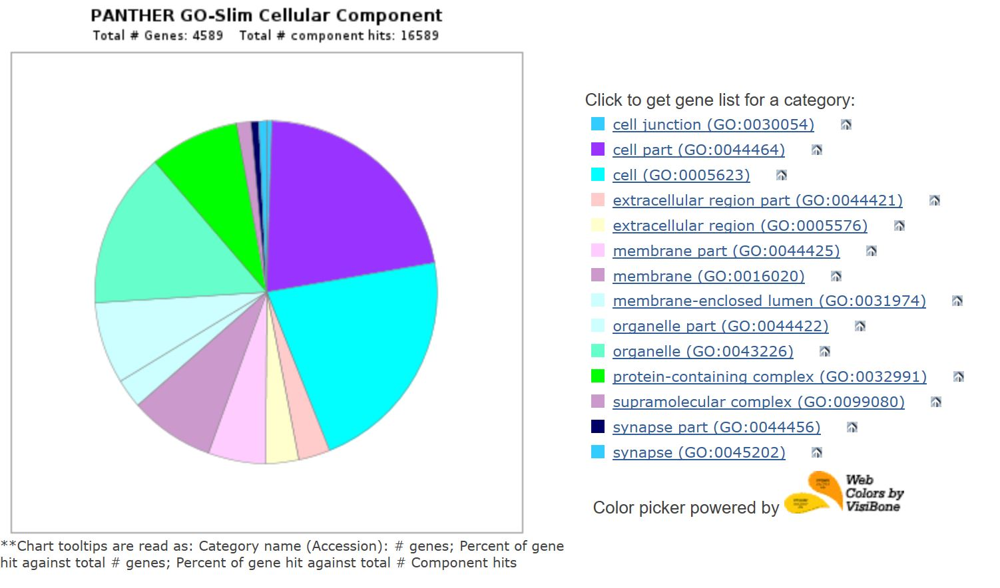 PANTHER GO-Slim Cellular Component
Total # Genes: 4589    Total # component hits: 16589
Click to get gene list for a category:
cell junction (GO:0030054)
cell part (GO:0044464)
cell (GO:0005623)
extracellular region part (GO:0044421)
extracellular region (GO:0005576)
membrane part (GO:0044425)
membrane (GO:0016020)
membrane-enclosed lumen (GO:0031974)
organelle part (GO:0044422)
organelle (GO:0043226)
protein-containing complex (GO:0032991)
supramolecular complex (GO:0099080)
synapse part (GO:0044456)
synapse (GO:0045202)
Color picker powered by
Web
Colors by
VisiBone
**Chart tooltips are read as: Category name (Accession): # genes; Percent of gene
hit against total # genes; Percent of gene hit against total # Component hits